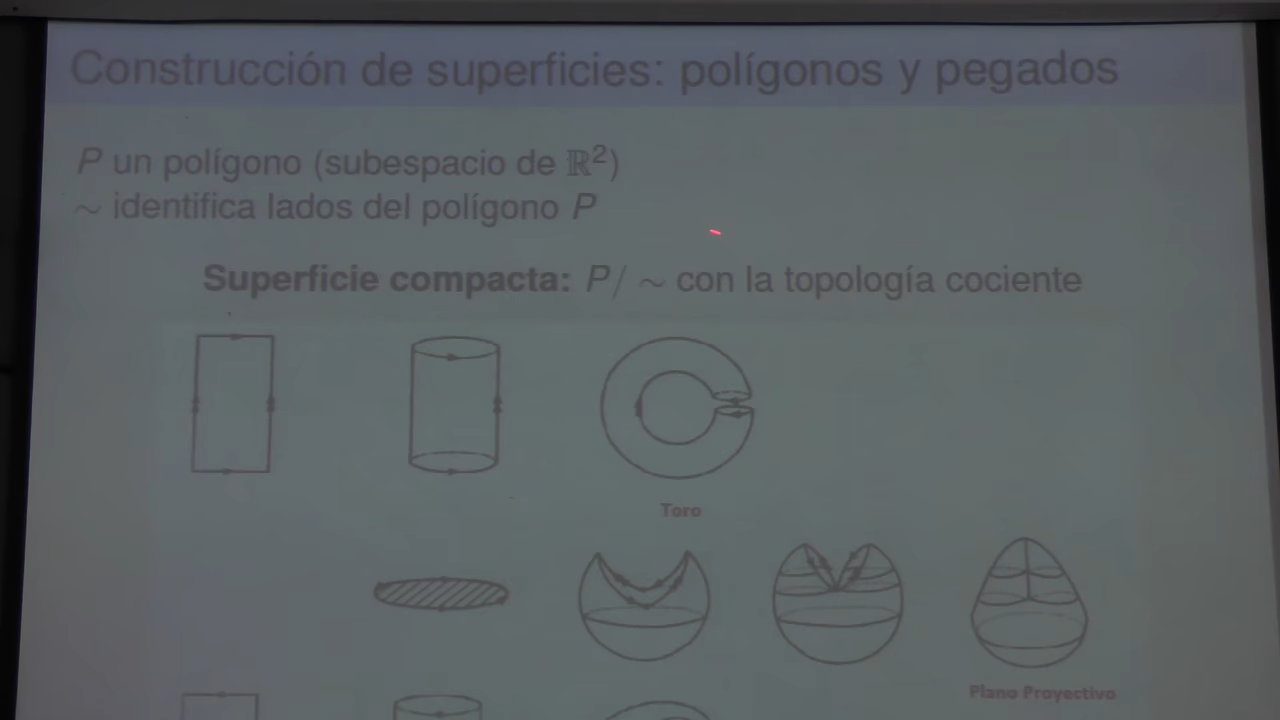 Construcción de superficies: polígonos y pegados
P un polígono (subespacio de ℝ²)
~ identifica lados del polígono P
Superficie compacta: P/ ~ con la topología cociente
Toro
Plano Proyectivo